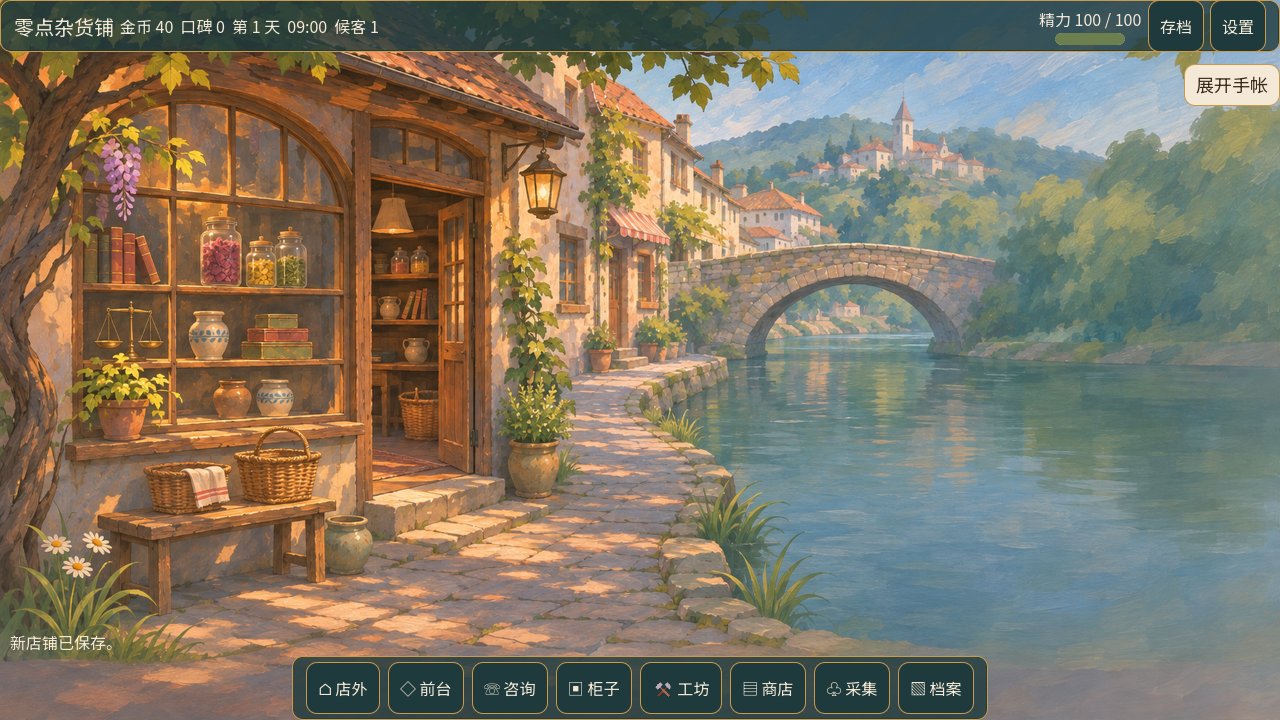 零点杂货铺 金币 40 口碑 0 第 1 天 09:00 候客 1
精力 100 / 100
存档
设置
展开手帐
新店铺已保存。
店外
前台
咨询
柜子
工坊
商店
采集
档案